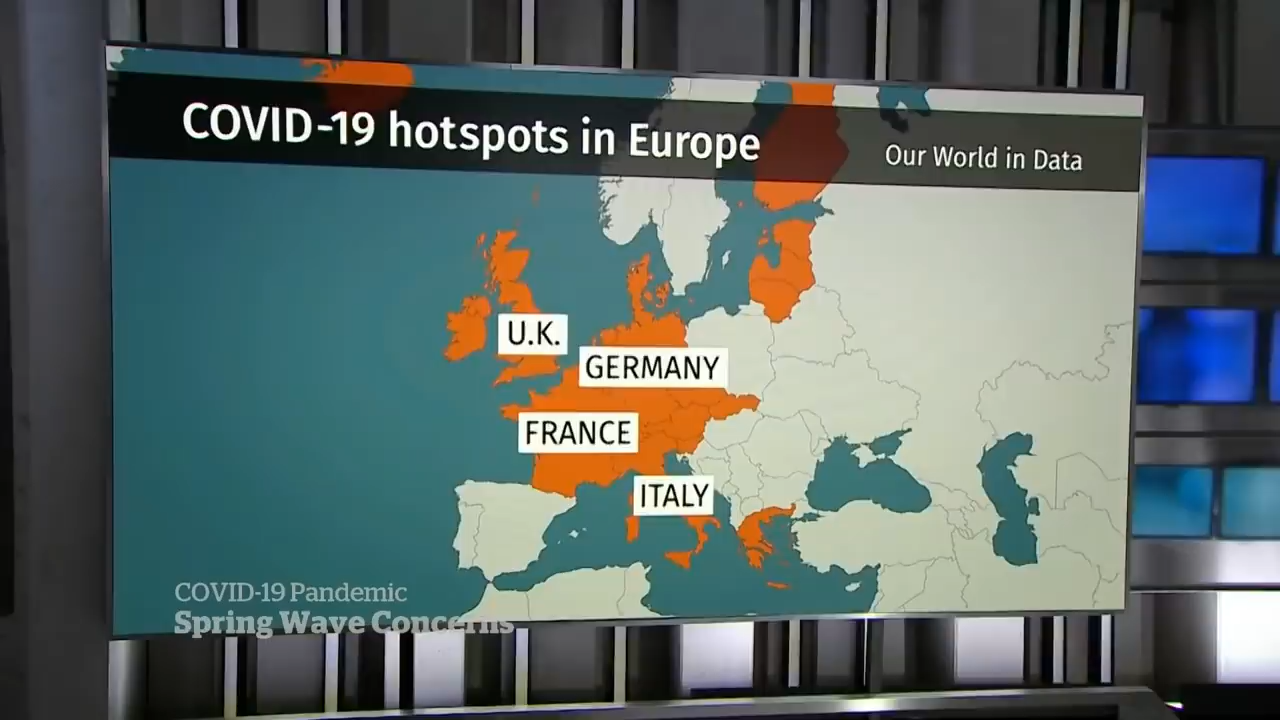 COVID-19 hotspots in Europe
Our World in Data
U.K.
GERMANY
FRANCE
ITALY
COVID-19 Pandemic
Spring Wave Concerns